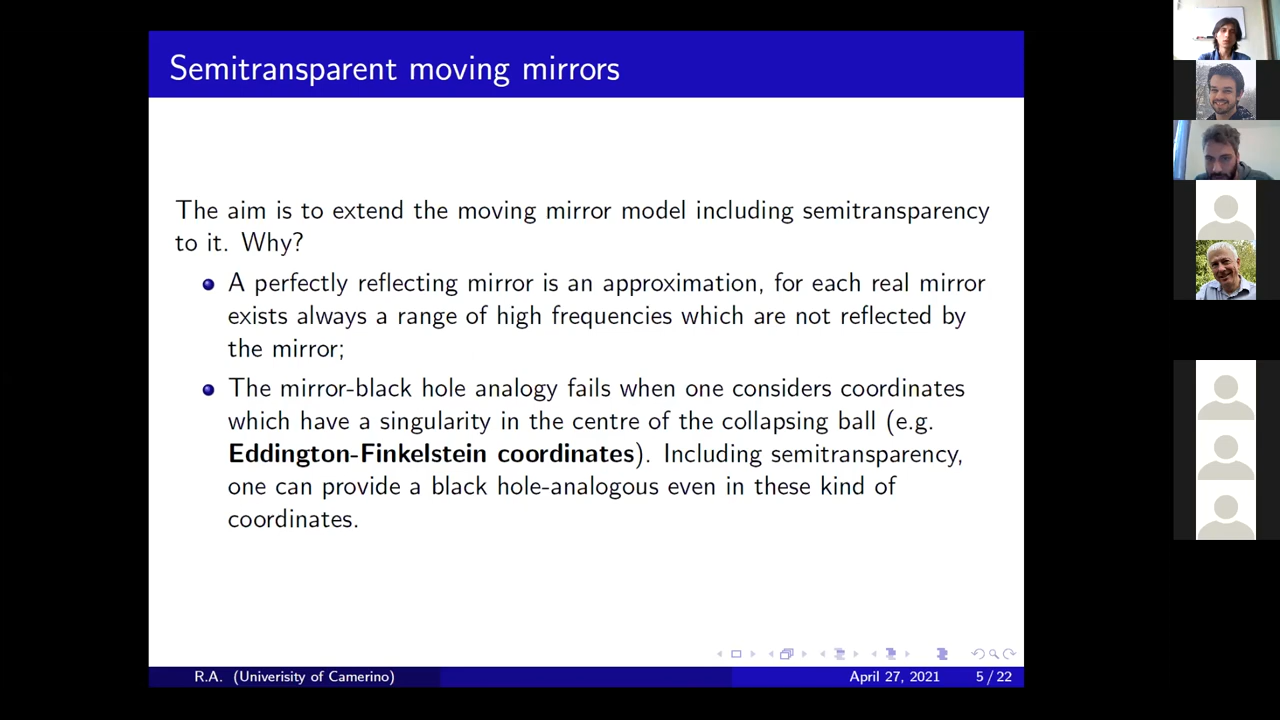 Semitransparent moving mirrors
The aim is to extend the moving mirror model including semitransparency
to it. Why?
A perfectly reflecting mirror is an approximation, for each real mirror
exists always a range of high frequencies which are not reflected by
the mirror;
The mirror-black hole analogy fails when one considers coordinates
which have a singularity in the centre of the collapsing ball (e.g.
Eddington-Finkelstein coordinates). Including semitransparency,
one can provide a black hole-analogous even in these kind of
coordinates.
R.A. (Univerisity of Camerino)
April 27, 2021
5 / 22